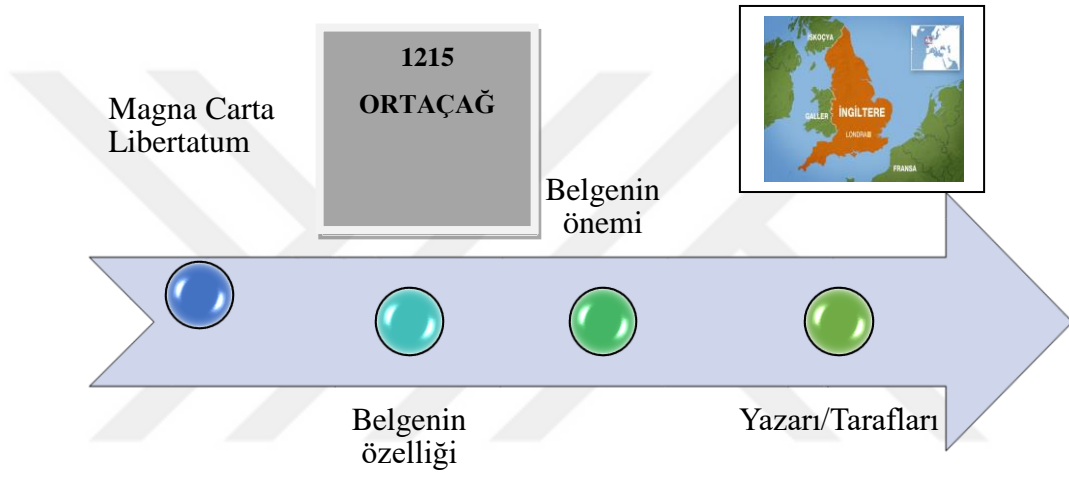 Magna Carta
Libertatum
1215
ORTAÇAĞ
Belgenin
önemi
İSKOÇYA
İNGİLTERE
GALLER
LONDRA
FRANSA
Belgenin
özelliği
Yazarı/Tarafları